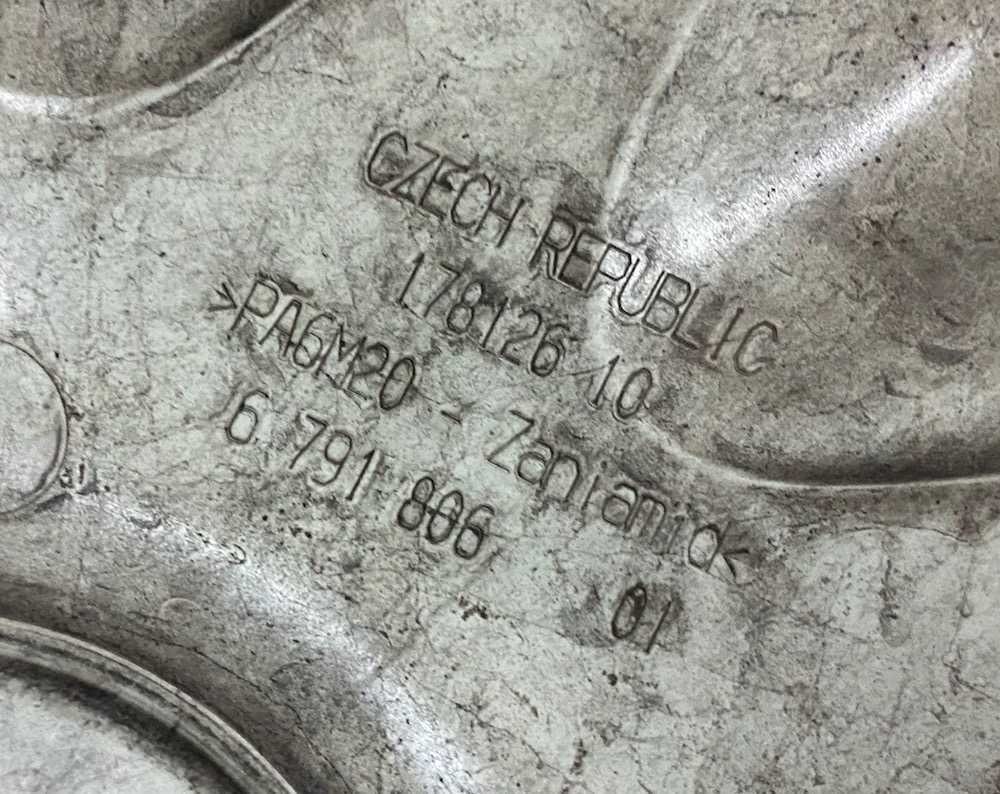 CZECH REPUBLIC
178126 10
>PA6M20 - Zaniamid<
6 791 806
01